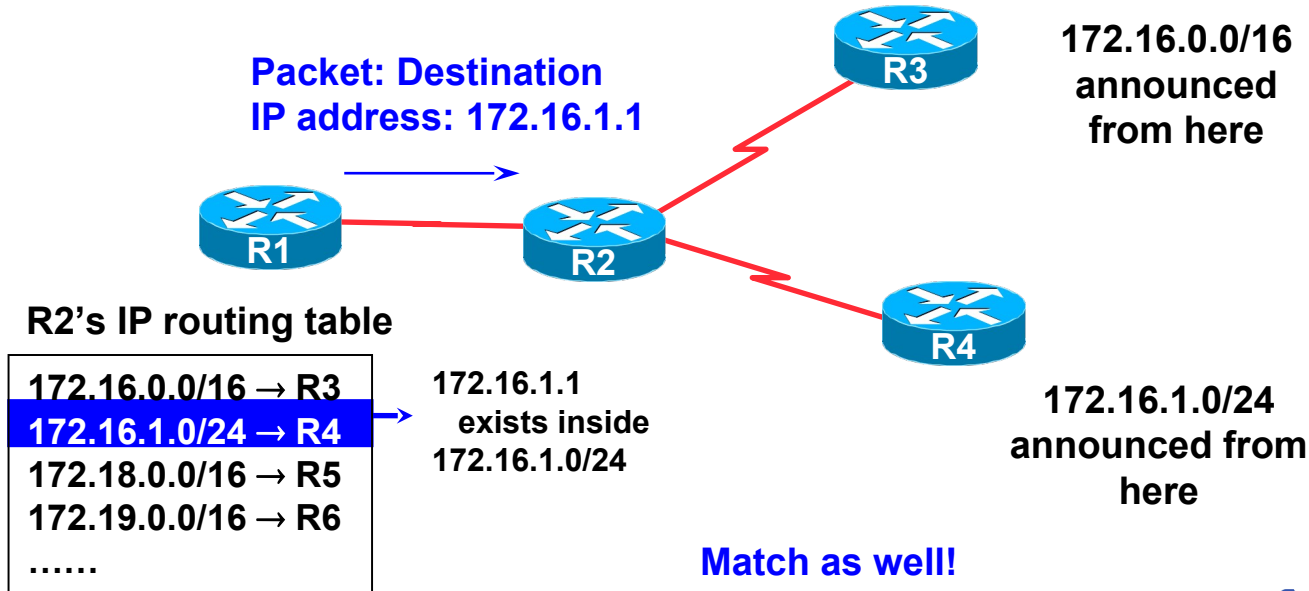 Packet: Destination
IP address: 172.16.1.1
R3
172.16.0.0/16
announced
from here
R1
R2
R4
172.16.1.0/24
announced from
here
R2’s IP routing table
172.16.0.0/16 → R3
172.16.1.0/24 → R4
172.18.0.0/16 → R5
172.19.0.0/16 → R6
……
172.16.1.1
exists inside
172.16.1.0/24
Match as well!